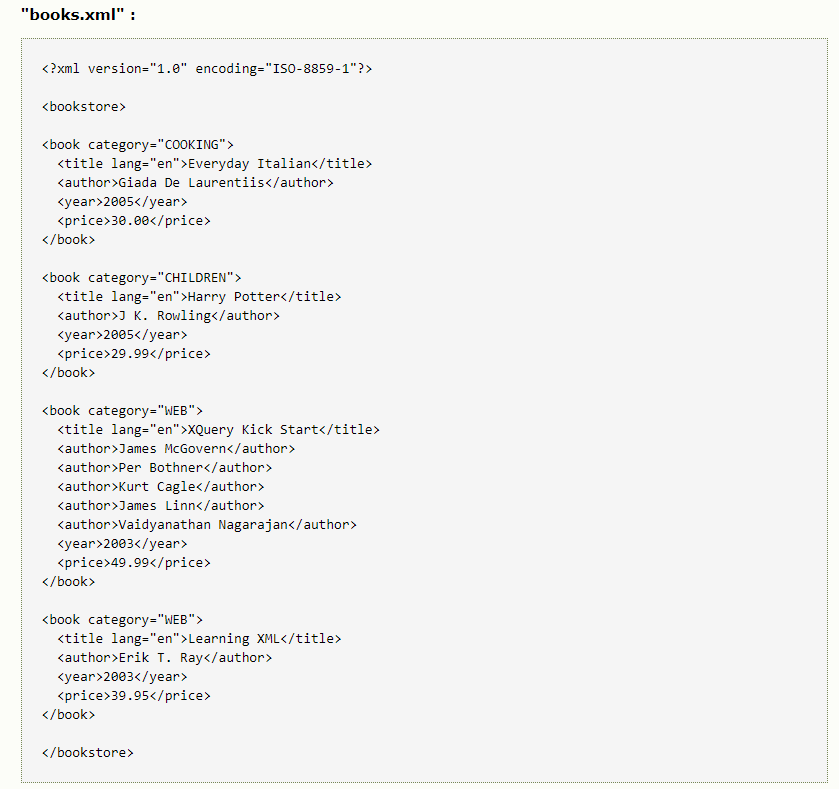 "books.xml" :
<?xml version="1.0" encoding="ISO-8859-1"?>
<bookstore>
<book category="COOKING">
<title lang="en">Everyday Italian</title>
<author>Giada De Laurentiis</author>
<year>2005</year>
<price>30.00</price>
</book>
<book category="CHILDREN">
<title lang="en">Harry Potter</title>
<author>J K. Rowling</author>
<year>2005</year>
<price>29.99</price>
</book>
<book category="WEB">
<title lang="en">XQuery Kick Start</title>
<author>James McGovern</author>
<author>Per Bothner</author>
<author>Kurt Cagle</author>
<author>James Linn</author>
<author>Vaidyanathan Nagarajan</author>
<year>2003</year>
<price>49.99</price>
</book>
<book category="WEB">
<title lang="en">Learning XML</title>
<author>Erik T. Ray</author>
<year>2003</year>
<price>39.95</price>
</book>
</bookstore>